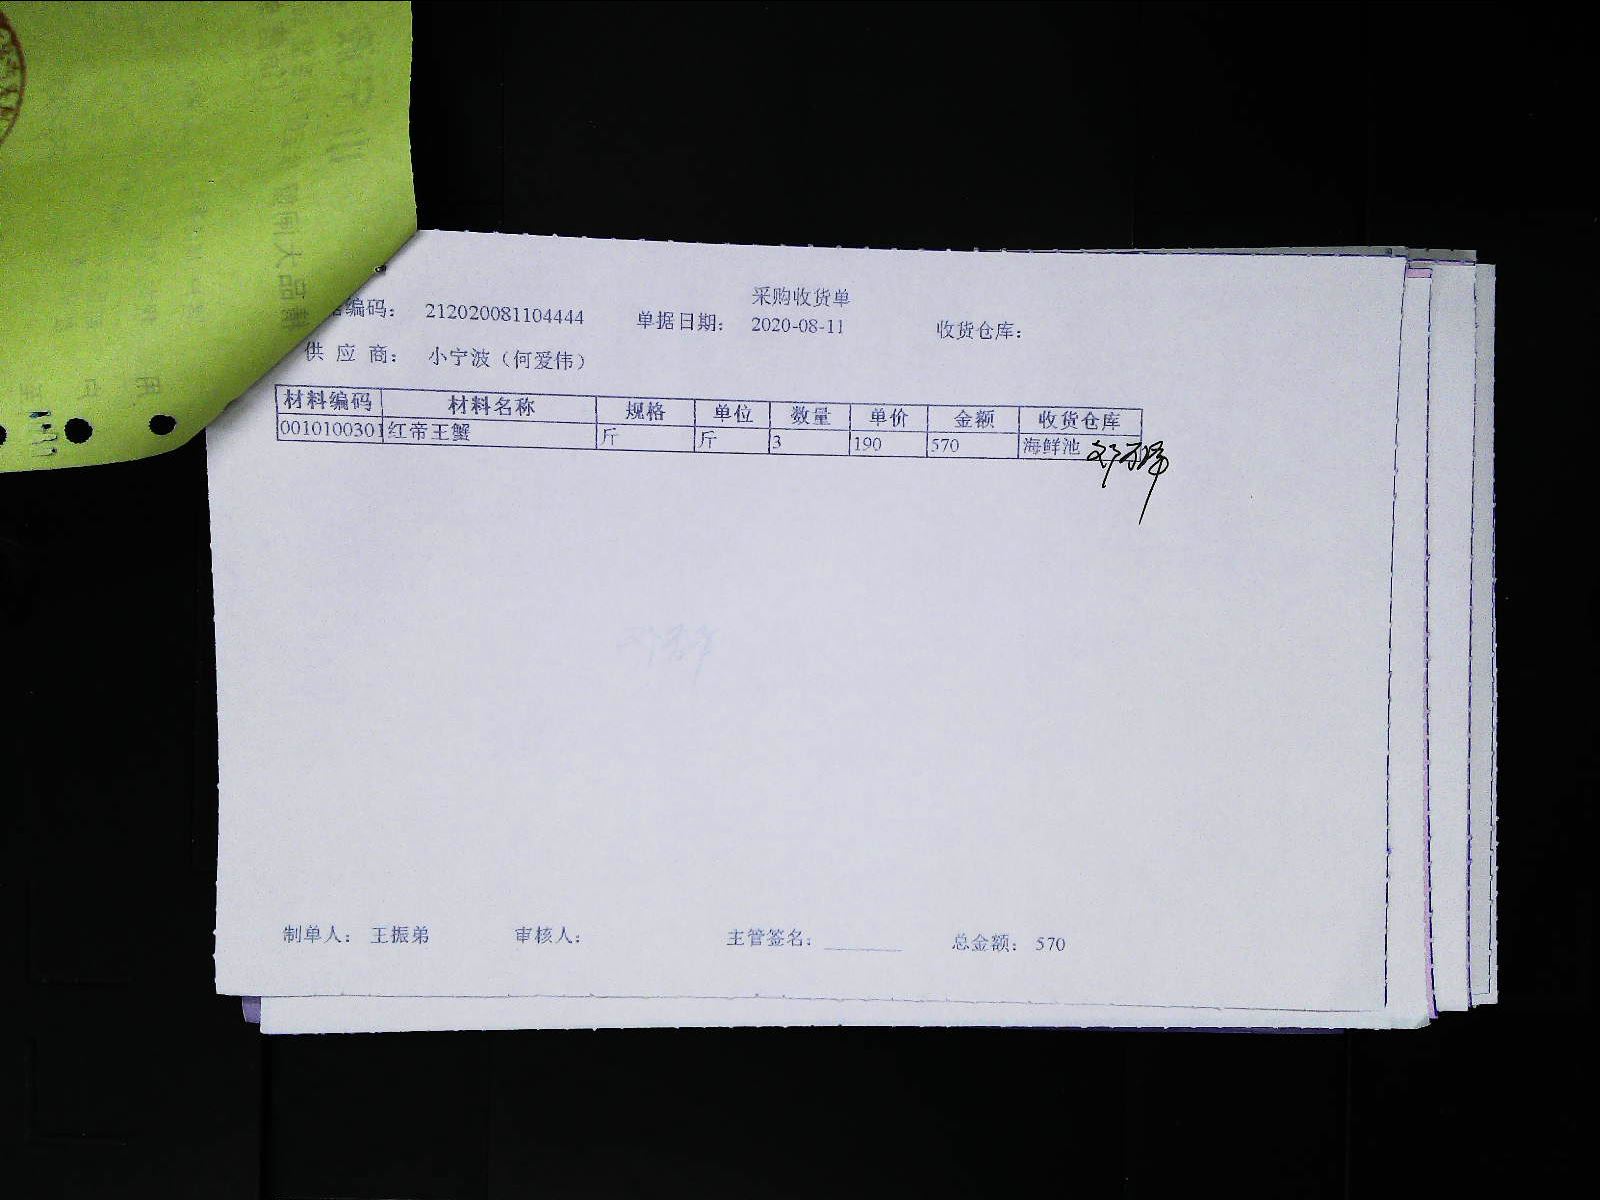 采购收货单
编码： 212020081104444 单据日期： 2020-08-11 收货仓库：
供 应 商： 小宁波（何爱伟）
材料编码 材料名称 规格 单位 数量 单价 金额 收货仓库
0010100301 红帝王蟹 斤 斤 3 190 570 海鲜池
制单人： 王振弟 审核人： 主管签名：________ 总金额： 570